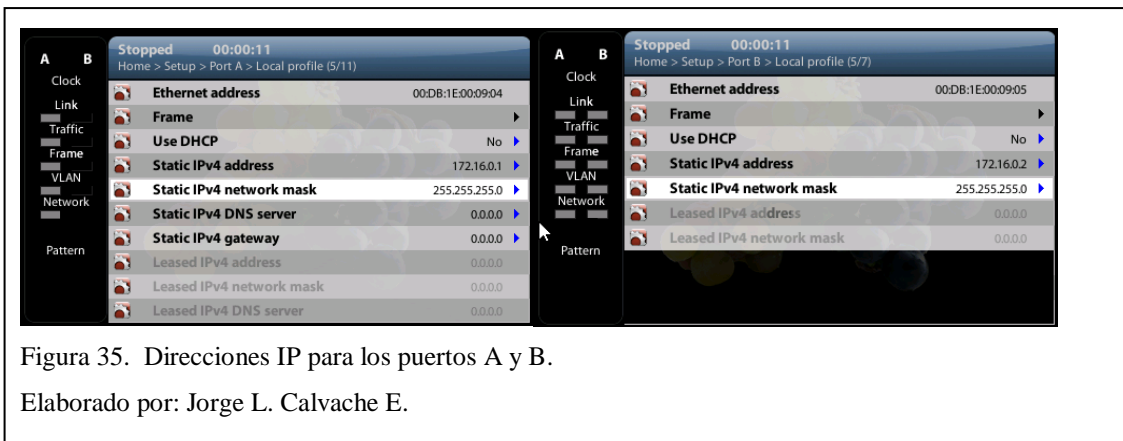 A B
Clock
Link
Traffic
Frame
VLAN
Network
Pattern
Stopped 00:00:11
Home > Setup > Port A > Local profile (5/11)
Ethernet address 00:DB:1E:00:09:04
Frame
Use DHCP No
Static IPv4 address 172.16.0.1
Static IPv4 network mask 255.255.255.0
Static IPv4 DNS server 0.0.0.0
Static IPv4 gateway 0.0.0.0
Leased IPv4 address 0.0.0.0
Leased IPv4 network mask 0.0.0.0
Leased IPv4 DNS server 0.0.0.0
A B
Clock
Link
Traffic
Frame
VLAN
Network
Pattern
Stopped 00:00:11
Home > Setup > Port B > Local profile (5/7)
Ethernet address 00:DB:1E:00:09:05
Frame
Use DHCP No
Static IPv4 address 172.16.0.2
Static IPv4 network mask 255.255.255.0
Leased IPv4 address 0.0.0.0
Leased IPv4 network mask 0.0.0.0
Figura 35. Direcciones IP para los puertos A y B.
Elaborado por: Jorge L. Calvache E.